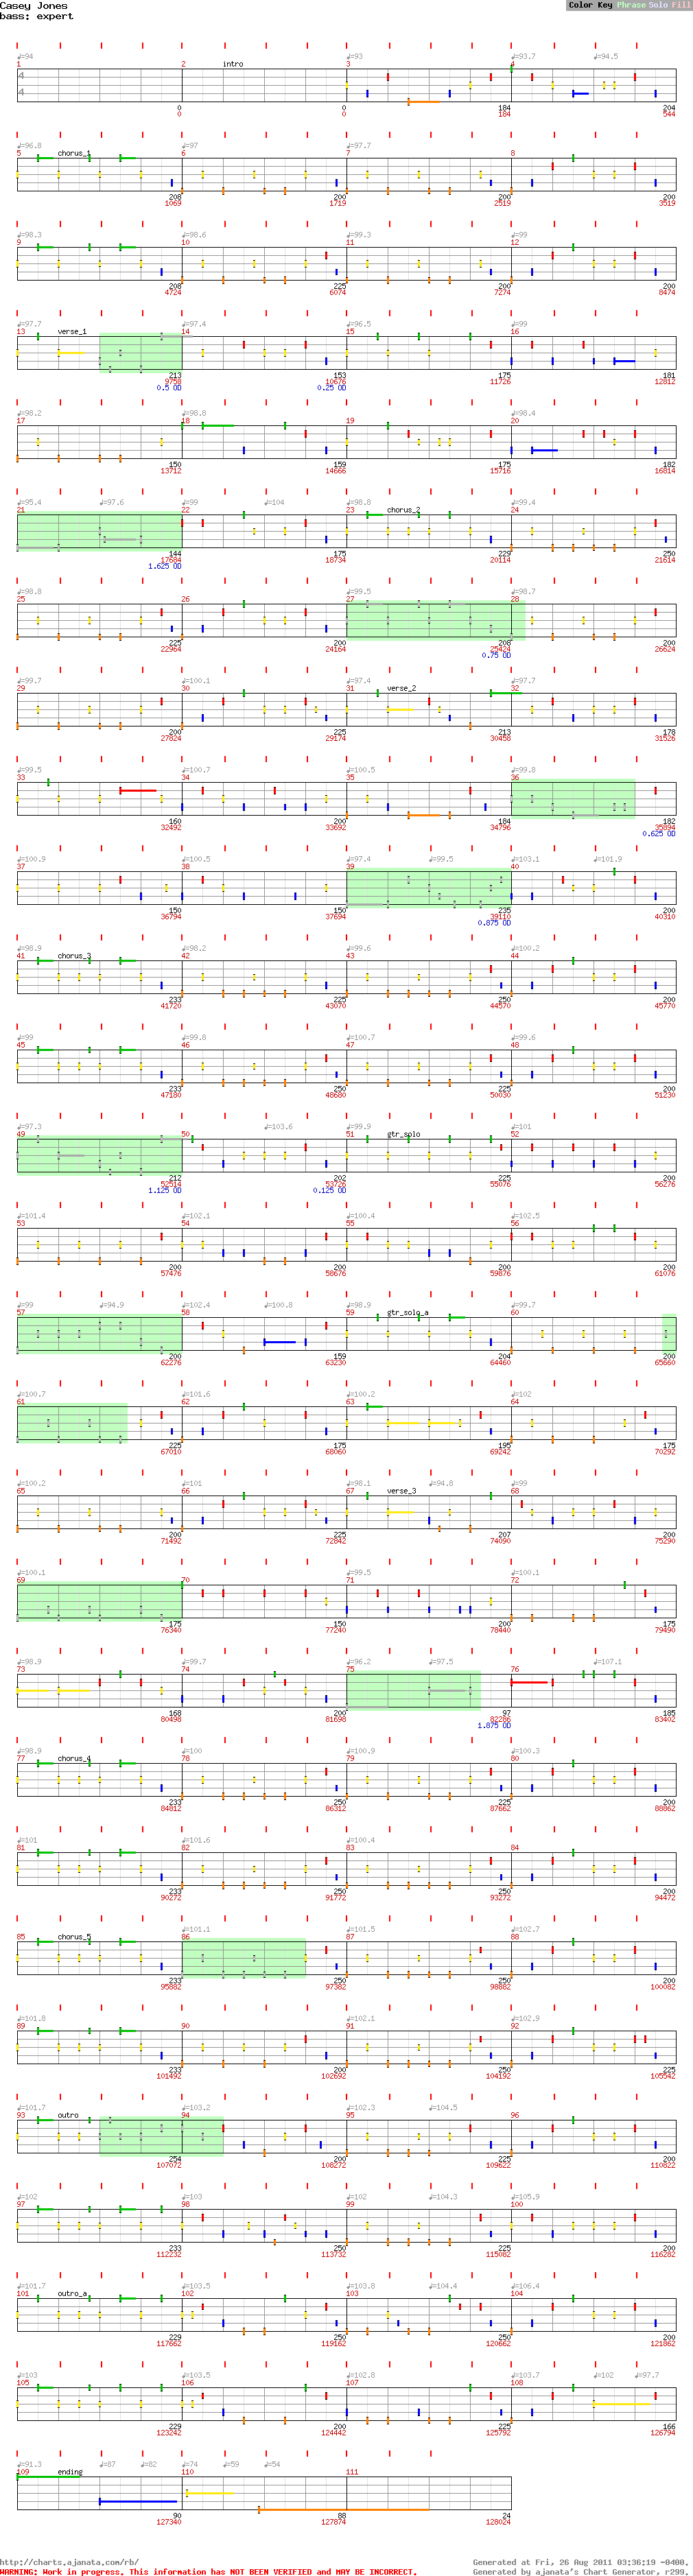 Casey Jones
bass: expert
Color Key Phrase Solo Fill
♩=94 ♩=93 ♩=93.7 ♩=94.5
1 2 intro 3 4
4
4
0 0 184 204
0 0 184 544
♩=96.8 ♩=97 ♩=97.7
5 chorus_1 6 7 8
208 200 200 200
1069 1719 2519 3519
♩=98.3 ♩=98.6 ♩=99.3 ♩=99
9 10 11 12
208 225 200 200
4724 6074 7274 8474
♩=97.7 ♩=97.4 ♩=96.5 ♩=99
13 verse_1 14 15 16
213 153 175 181
9758 10676 11726 12812
0.5 OD 0.25 OD
♩=98.2 ♩=98.8 ♩=98.4
17 18 19 20
150 159 175 182
13712 14666 15716 16814
♩=95.4 ♩=97.6 ♩=99 ♩=104 ♩=98.8 ♩=99.4
21 22 23 chorus_2 24
144 175 229 250
17684 18734 20114 21614
1.625 OD
♩=98.8 ♩=99.5 ♩=98.7
25 26 27 28
225 200 208 200
22964 24164 25424 26624
0.75 OD
♩=99.7 ♩=100.1 ♩=97.4 ♩=97.7
29 30 31 verse_2 32
200 225 213 178
27824 29174 30458 31526
♩=99.5 ♩=100.7 ♩=100.5 ♩=99.8
33 34 35 36
160 200 184 182
32492 33692 34796 35894
0.625 OD
♩=100.9 ♩=100.5 ♩=97.4 ♩=99.5 ♩=103.1 ♩=101.9
37 38 39 40
150 150 235 200
36794 37694 39110 40310
0.875 OD
♩=98.9 ♩=98.2 ♩=99.6 ♩=100.2
41 chorus_3 42 43 44
233 225 250 200
41720 43070 44570 45770
♩=99 ♩=99.8 ♩=100.7 ♩=99.6
45 46 47 48
233 250 225 200
47180 48680 50030 51230
♩=97.3 ♩=103.6 ♩=99.9 ♩=101
49 50 51 gtr_solo 52
212 202 225 200
52514 53726 55076 56276
1.125 OD 0.125 OD
♩=101.4 ♩=102.1 ♩=100.4 ♩=102.5
53 54 55 56
200 200 200 200
57476 58676 59876 61076
♩=99 ♩=94.9 ♩=102.4 ♩=100.8 ♩=98.9 ♩=99.7
57 58 59 gtr_solo_a 60
200 159 204 200
62276 63230 64460 65660
♩=100.7 ♩=101.6 ♩=100.2 ♩=102
61 62 63 64
225 175 195 175
67010 68060 69242 70292
♩=100.2 ♩=101 ♩=98.1 ♩=94.8 ♩=99
65 66 67 verse_3 68
200 225 207 200
71492 72842 74090 75290
♩=100.1 ♩=99.5 ♩=100.1
69 70 71 72
175 150 200 175
76340 77240 78440 79490
♩=98.9 ♩=99.7 ♩=96.2 ♩=97.5 ♩=107.1
73 74 75 76
168 200 97 185
80498 81698 82286 83402
1.875 OD
♩=98.9 ♩=100 ♩=100.9 ♩=100.3
77 chorus_4 78 79 80
233 250 225 200
84812 86312 87662 88862
♩=101 ♩=101.6 ♩=100.4
81 82 83 84
233 250 250 200
90272 91772 93272 94472
♩=101.1 ♩=101.5 ♩=102.7
85 chorus_5 86 87 88
233 250 250 200
95882 97382 98882 100082
♩=101.8 ♩=102.1 ♩=102.9
89 90 91 92
233 200 250 225
101492 102692 104192 105542
♩=101.7 ♩=103.2 ♩=102.3 ♩=104.5
93 outro 94 95 96
254 200 225 200
107072 108272 109622 110822
♩=102 ♩=103 ♩=102 ♩=104.3 ♩=105.9
97 98 99 100
233 250 225 200
112232 113732 115082 116282
♩=101.7 ♩=103.5 ♩=103.8 ♩=104.4 ♩=106.4
101 outro_a 102 103 104
229 250 250 200
117662 119162 120662 121862
♩=103 ♩=103.5 ♩=102.8 ♩=103.7 ♩=102 ♩=97.7
105 106 107 108
229 200 225 166
123242 124442 125792 126794
♩=91.3 ♩=87 ♩=82 ♩=74 ♩=59 ♩=54
109 ending 110 111
90 88 24
127340 127874 128024
http://charts.ajanata.com/rb/
Generated at Fri, 26 Aug 2011 03:36:19 -0400.
WARNING: Work in progress. This information has NOT BEEN VERIFIED and MAY BE INCORRECT.
Generated by ajanata's Chart Generator, r299.